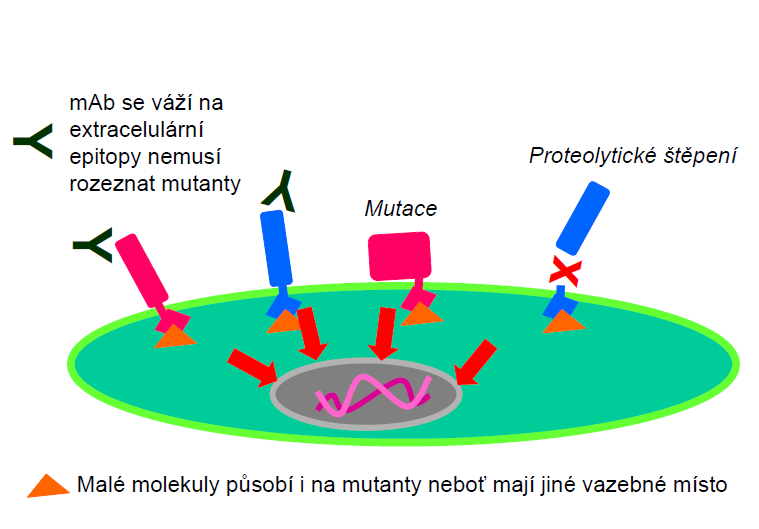 mAb se váží na
extracelulární
epitopy nemusí
rozeznat mutanty
Mutace
Proteolytické štěpení
Malé molekuly působí i na mutanty neboť mají jiné vazebné místo